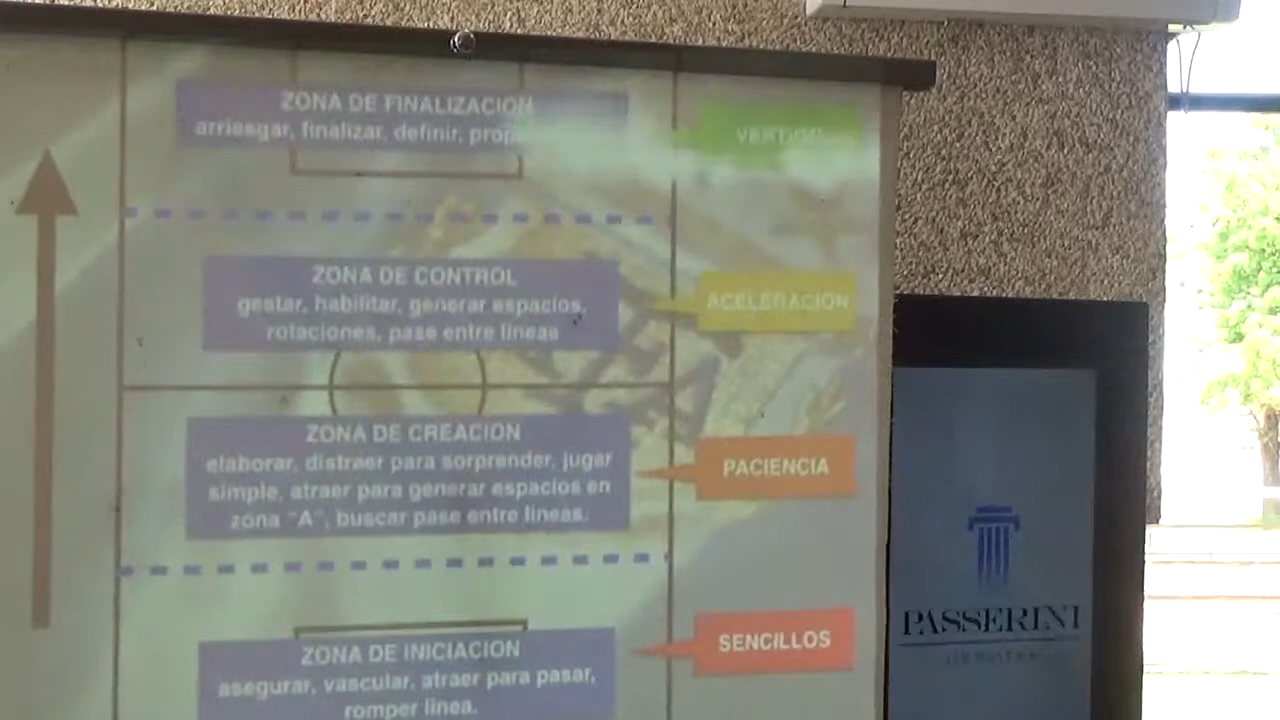 ZONA DE FINALIZACION
arriesgar, finalizar, definir,
VERTIGO
ZONA DE CONTROL
gestar, habilitar, generar espacios,
rotaciones, pase entre lineas
ACELERACION
ZONA DE CREACION
elaborar, distraer para sorprender, jugar
simple, atraer para generar espacios en
zona "A", buscar pase entre lineas.
PACIENCIA
ZONA DE INICIACION
asegurar, vascular, atraer para pasar,
romper linea.
SENCILLOS
PASSERINI